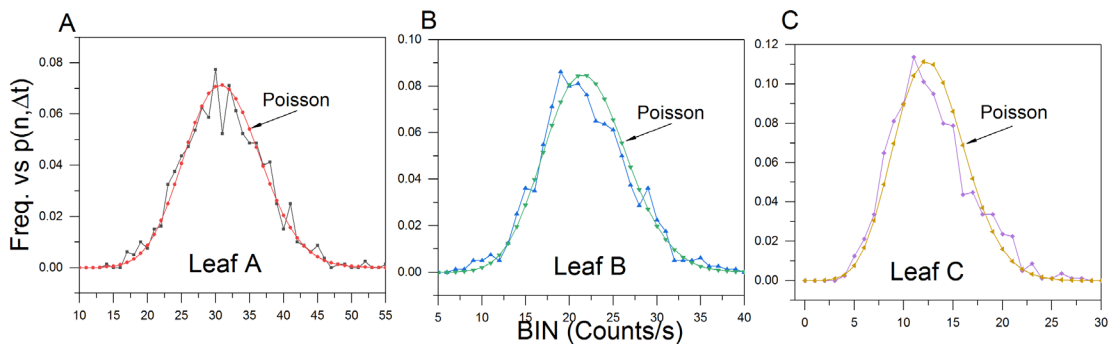 A
B
C
Freq. vs p(n,Δt)
0.08
0.06
0.04
0.02
0.00
Poisson
Leaf A
10 15 20 25 30 35 40 45 50 55
0.10
0.08
0.06
0.04
0.02
0.00
Poisson
Leaf B
5 10 15 20 25 30 35 40
0.12
0.10
0.08
0.06
0.04
0.02
0.00
Poisson
Leaf C
0 5 10 15 20 25 30
BIN (Counts/s)